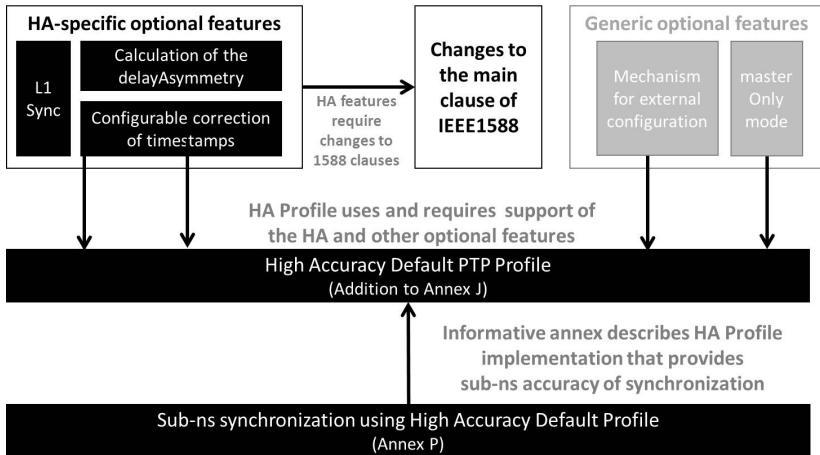 HA-specific optional features
L1
Sync
Calculation of the
delayAsymmetry
Configurable correction
of timestamps
HA features
require
changes to
1588 clauses
Changes to
the main
clause of
IEEE1588
Generic optional features
Mechanism
for external
configuration
master
Only
mode
HA Profile uses and requires support of
the HA and other optional features
High Accuracy Default PTP Profile
(Addition to Annex J)
Informative annex describes HA Profile
implementation that provides
sub-ns accuracy of synchronization
Sub-ns synchronization using High Accuracy Default Profile
(Annex P)